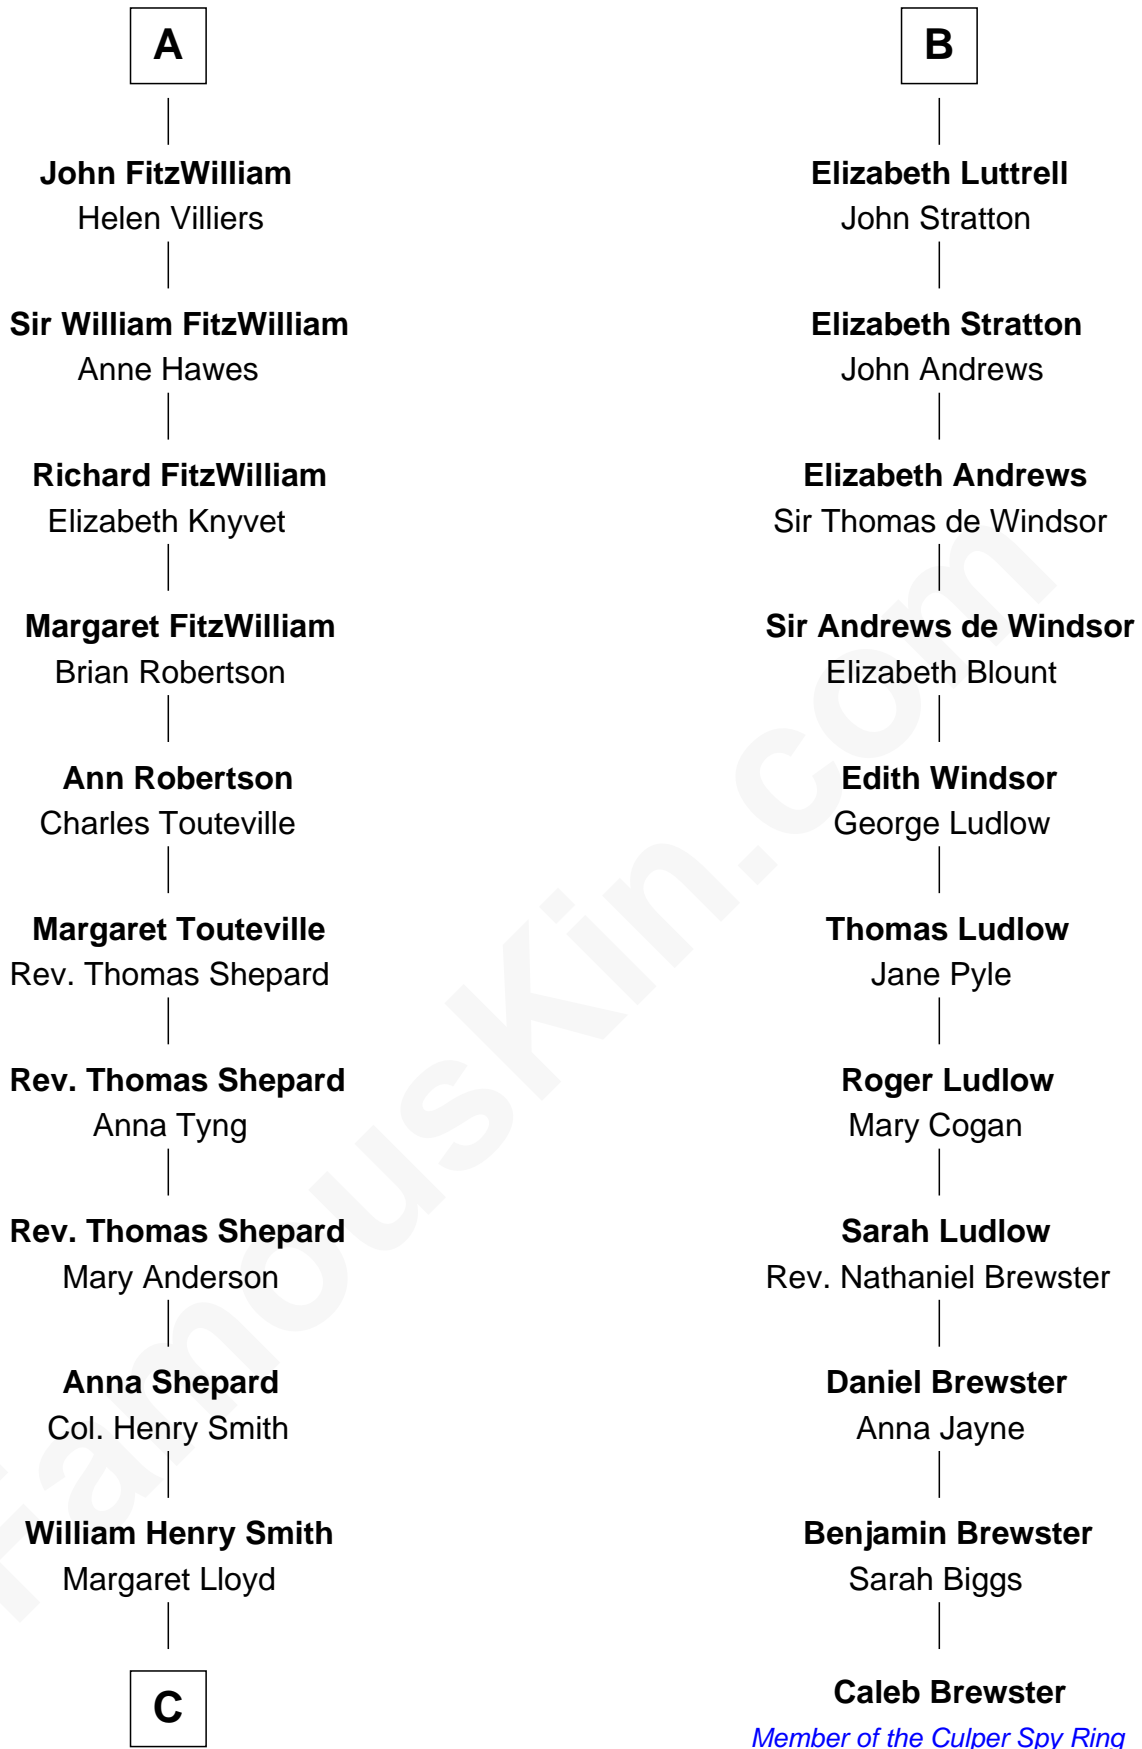 A
John FitzWilliam
Helen Villiers
Sir William FitzWilliam
Anne Hawes
Richard FitzWilliam
Elizabeth Knyvet
Margaret FitzWilliam
Brian Robertson
Ann Robertson
Charles Touteville
Margaret Touteville
Rev. Thomas Shepard
Rev. Thomas Shepard
Anna Tyng
Rev. Thomas Shepard
Mary Anderson
Anna Shepard
Col. Henry Smith
William Henry Smith
Margaret Lloyd
C
B
Elizabeth Luttrell
John Stratton
Elizabeth Stratton
John Andrews
Elizabeth Andrews
Sir Thomas de Windsor
Sir Andrews de Windsor
Elizabeth Blount
Edith Windsor
George Ludlow
Thomas Ludlow
Jane Pyle
Roger Ludlow
Mary Cogan
Sarah Ludlow
Rev. Nathaniel Brewster
Daniel Brewster
Anna Jayne
Benjamin Brewster
Sarah Biggs
Caleb Brewster
Member of the Culper Spy Ring
FamousKin.com